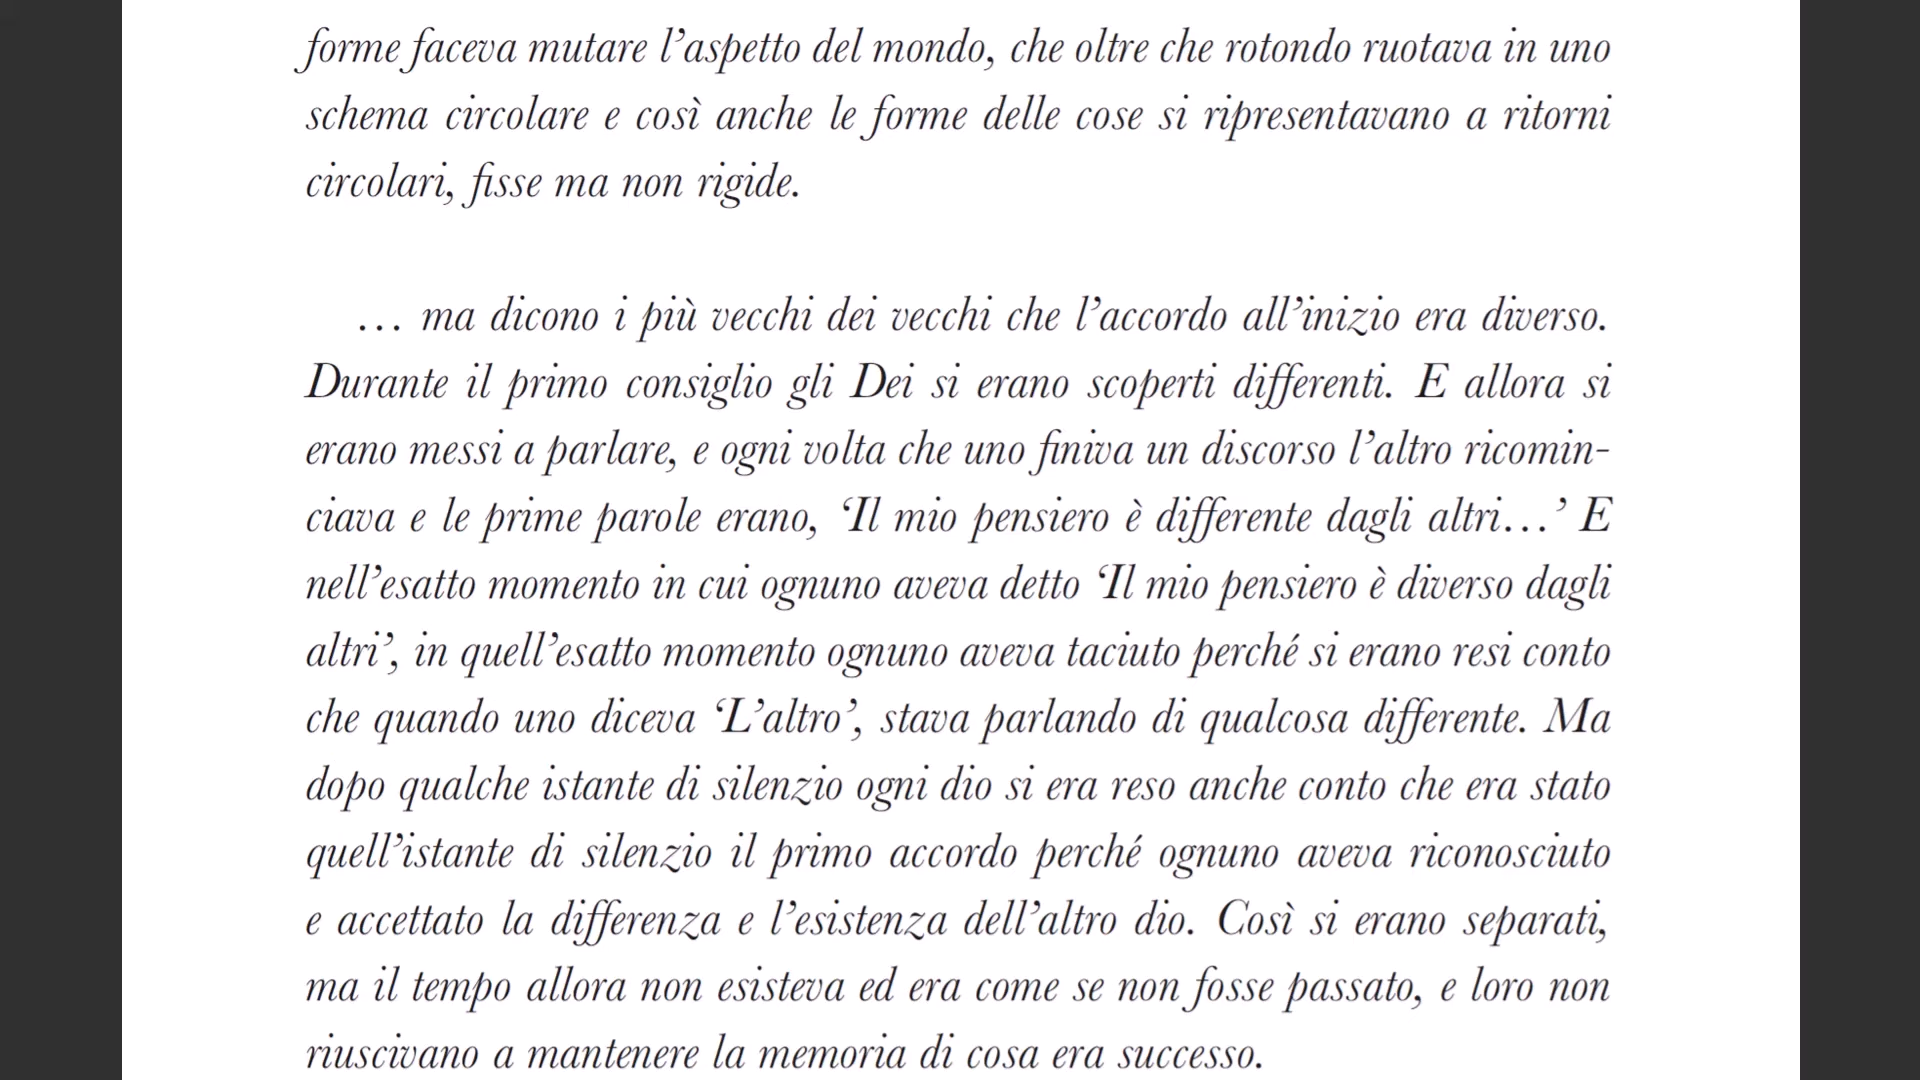 forme faceva mutare l’aspetto del mondo, che oltre che rotondo ruotava in uno
schema circolare e così anche le forme delle cose si ripresentavano a ritorni
circolari, fisse ma non rigide.
… ma dicono i più vecchi dei vecchi che l’accordo all’inizio era diverso.
Durante il primo consiglio gli Dei si erano scoperti differenti. E allora si
erano messi a parlare, e ogni volta che uno finiva un discorso l’altro ricomin-
ciava e le prime parole erano, ‘Il mio pensiero è differente dagli altri…’ E
nell’esatto momento in cui ognuno aveva detto ‘Il mio pensiero è diverso dagli
altri’, in quell’esatto momento ognuno aveva taciuto perché si erano resi conto
che quando uno diceva ‘L’altro’, stava parlando di qualcosa differente. Ma
dopo qualche istante di silenzio ogni dio si era reso anche conto che era stato
quell’istante di silenzio il primo accordo perché ognuno aveva riconosciuto
e accettato la differenza e l’esistenza dell’altro dio. Così si erano separati,
ma il tempo allora non esisteva ed era come se non fosse passato, e loro non
riuscivano a mantenere la memoria di cosa era successo.